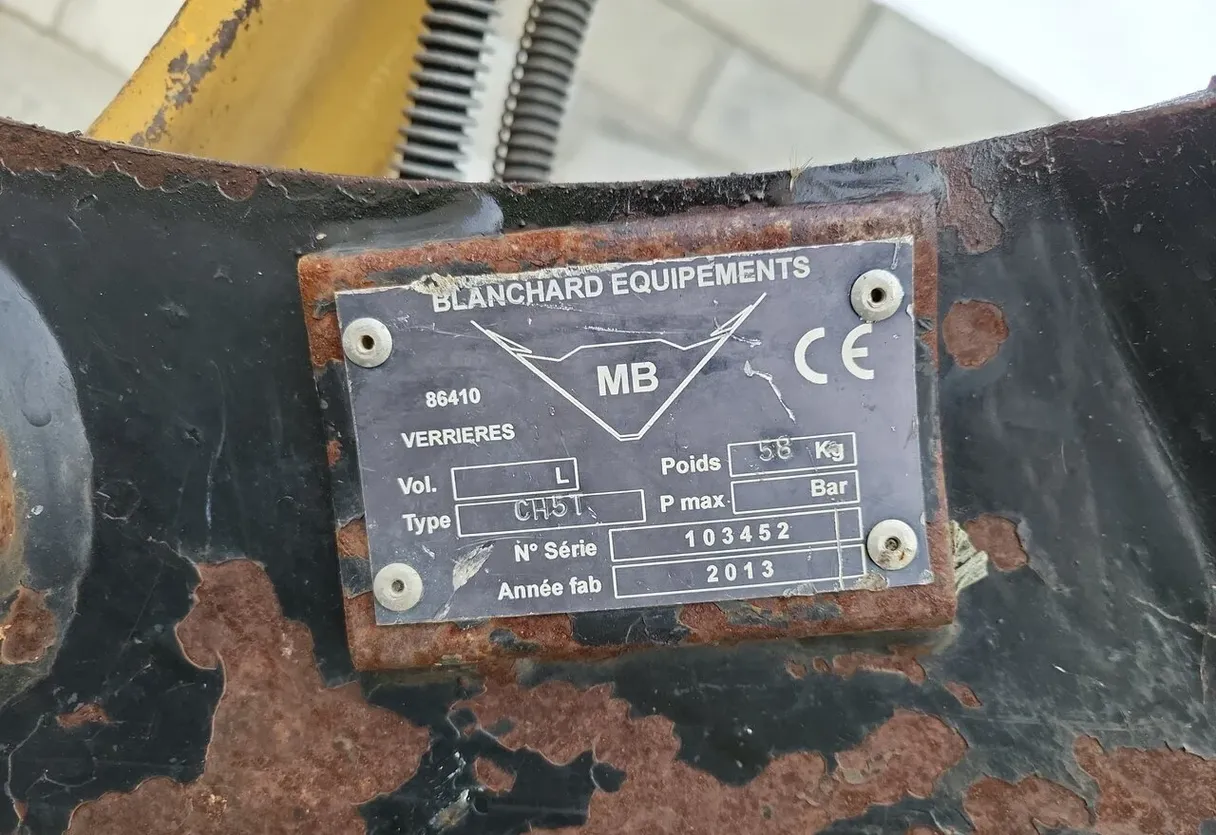 BLANCHARD EQUIPEMENTS
MB
CE
86410
VERRIERES
Vol. L
Poids 58 Kg
Type CH5T
P max Bar
N° Série 103452
Année fab 2013